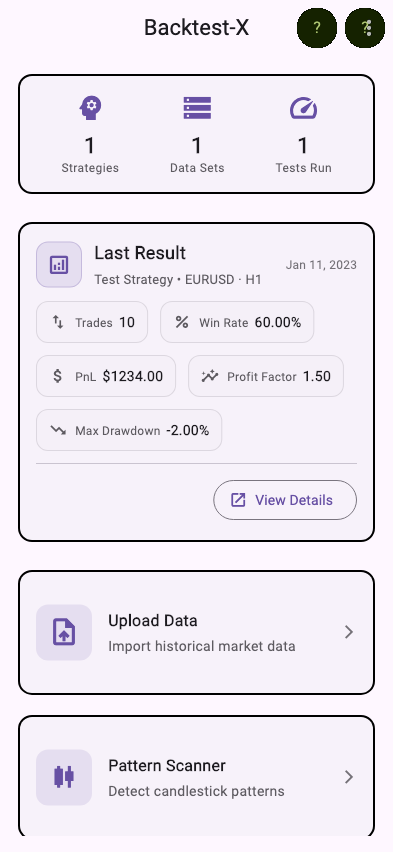 Backtest-X
?
?
1
1
1
Strategies
Data Sets
Tests Run
Last Result
Test Strategy • EURUSD · H1
Jan 11, 2023
Trades 10
% Win Rate 60.00%
$ PnL $1234.00
Profit Factor 1.50
Max Drawdown -2.00%
View Details
Upload Data
Import historical market data
Pattern Scanner
Detect candlestick patterns